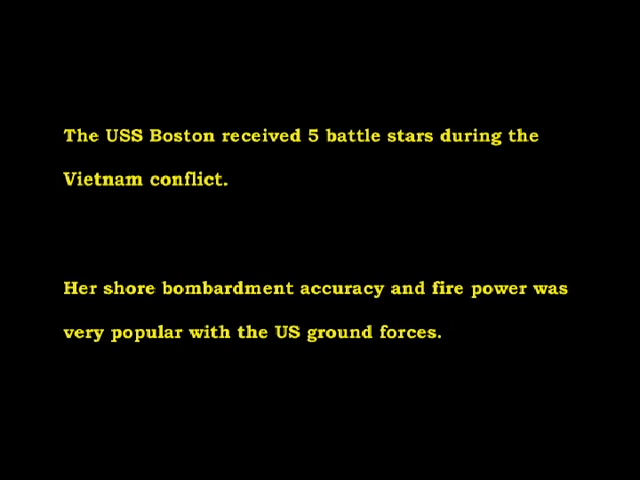 The USS Boston received 5 battle stars during the
Vietnam conflict.
Her shore bombardment accuracy and fire power was
very popular with the US ground forces.